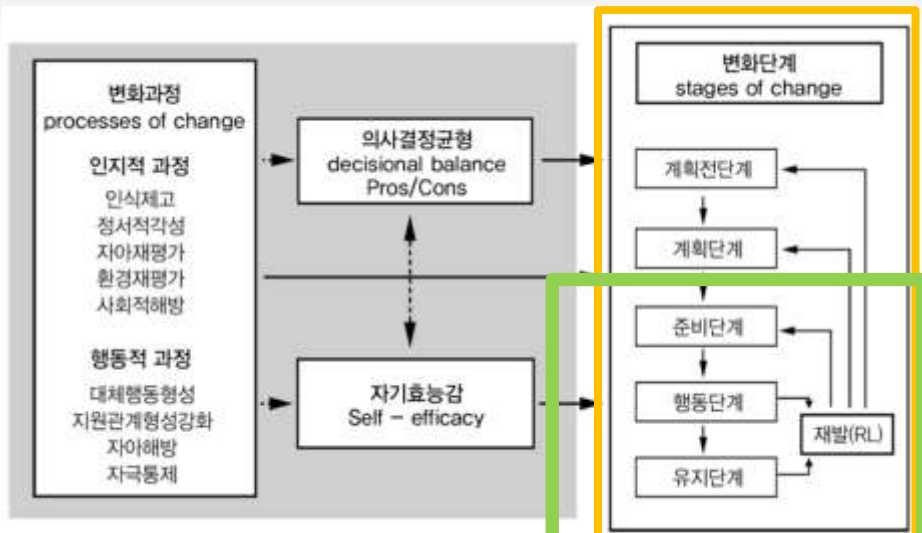 변화과정
processes of change
인지적 과정
인식제고
정서적각성
자아재평가
환경재평가
사회적해방
행동적 과정
대체행동형성
지원관계형성강화
자아해방
자극통제
의사결정균형
decisional balance
Pros/Cons
자기효능감
Self – efficacy
변화단계
stages of change
계획전단계
계획단계
준비단계
행동단계
유지단계
재발(RL)